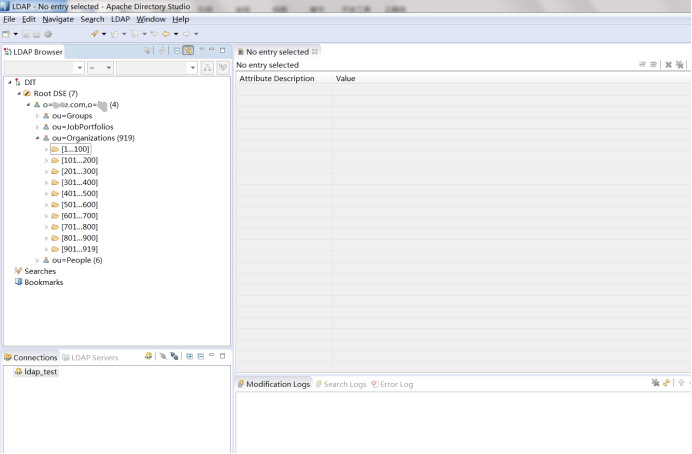 LDAP - No entry selected - Apache Directory Studio
File Edit Navigate Search LDAP Window Help
LDAP Browser
DIT
Root DSE (7)
.com,o= (4)
ou=Groups
ou=JobPortfolios
ou=Organizations (919)
[1...100]
[101...200]
[201...300]
[301...400]
[401...500]
[501...600]
[601...700]
[701...800]
[801...900]
[901...919]
ou=People (6)
Searches
Bookmarks
Connections LDAP Servers
ldap_test
No entry selected
No entry selected
Attribute Description Value
Modification Logs Search Logs Error Log